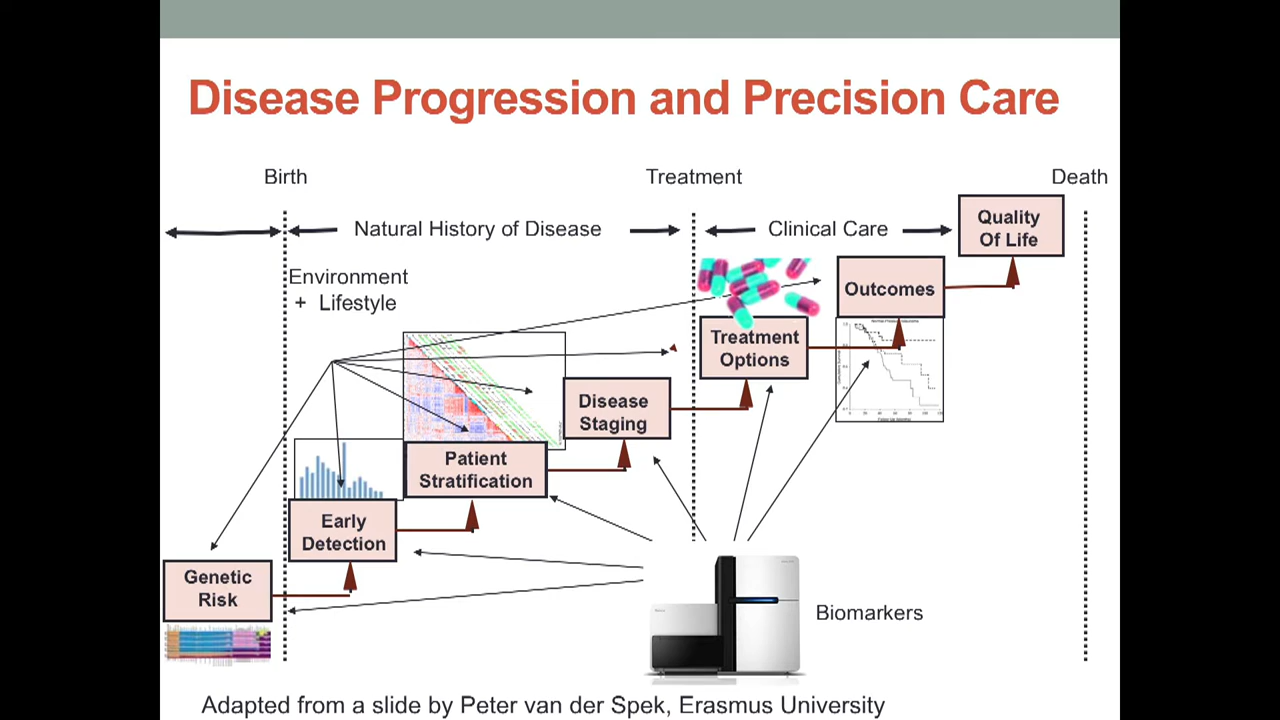 Disease Progression and Precision Care
Birth
Treatment
Death
Natural History of Disease
Clinical Care
Quality
Of Life
Environment
+ Lifestyle
Outcomes
Treatment
Options
Disease
Staging
Patient
Stratification
Early
Detection
Genetic
Risk
Biomarkers
Adapted from a slide by Peter van der Spek, Erasmus University